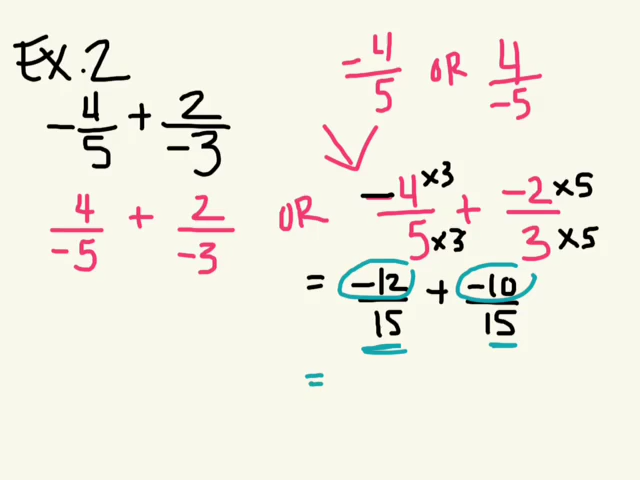 EX.2
-4/5 + 2/-3
-4/5 OR 4/-5
4/-5 + 2/-3 OR -4×3/5×3 + -2×5/3×5
= -12/15 + -10/15
=